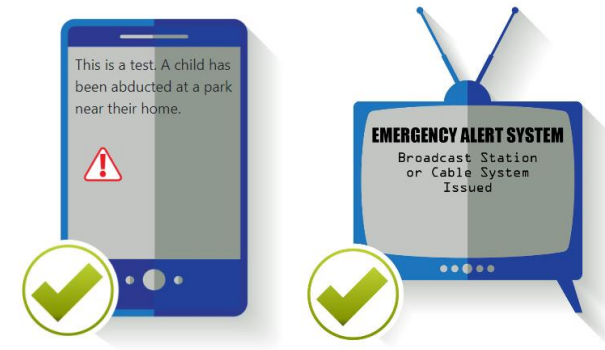 This is a test. A child has
been abducted at a park
near their home.
EMERGENCY ALERT SYSTEM
Broadcast Station
or Cable System
Issued